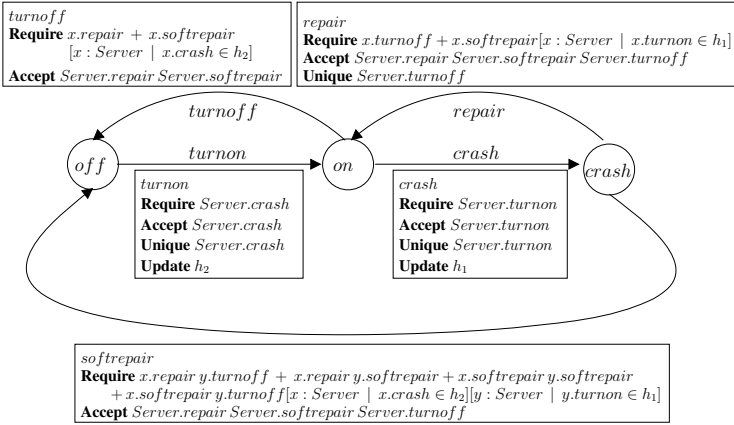 turnoff
Require x.repair + x.softrepair
[x : Server | x.crash ∈ h₂]
Accept Server.repair Server.softrepair
repair
Require x.turnoff + x.softrepair[x : Server | x.turnon ∈ h₁]
Accept Server.repair Server.softrepair Server.turnoff
Unique Server.turnoff
turnoff
repair
off
turnon
on
crash
crash
turnon
Require Server.crash
Accept Server.crash
Unique Server.crash
Update h₂
crash
Require Server.turnon
Accept Server.turnon
Unique Server.turnon
Update h₁
softrepair
Require x.repair y.turnoff + x.repair y.softrepair + x.softrepair y.softrepair
+ x.softrepair y.turnoff[x : Server | x.crash ∈ h₂][y : Server | y.turnon ∈ h₁]
Accept Server.repair Server.softrepair Server.turnoff